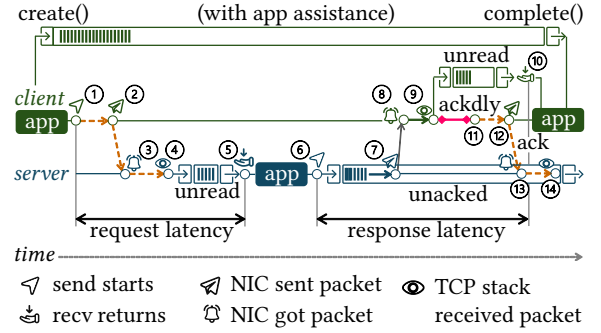 create() (with app assistance) complete()
unread
⑩
client ① ② ⑧ ⑨ ackdly
app ⑪ ⑫ app
ack
server ③ ④ ⑤ app ⑥ ⑦
unread unacked ⑬ ⑭
request latency response latency
time
send starts NIC sent packet TCP stack
recv returns NIC got packet received packet